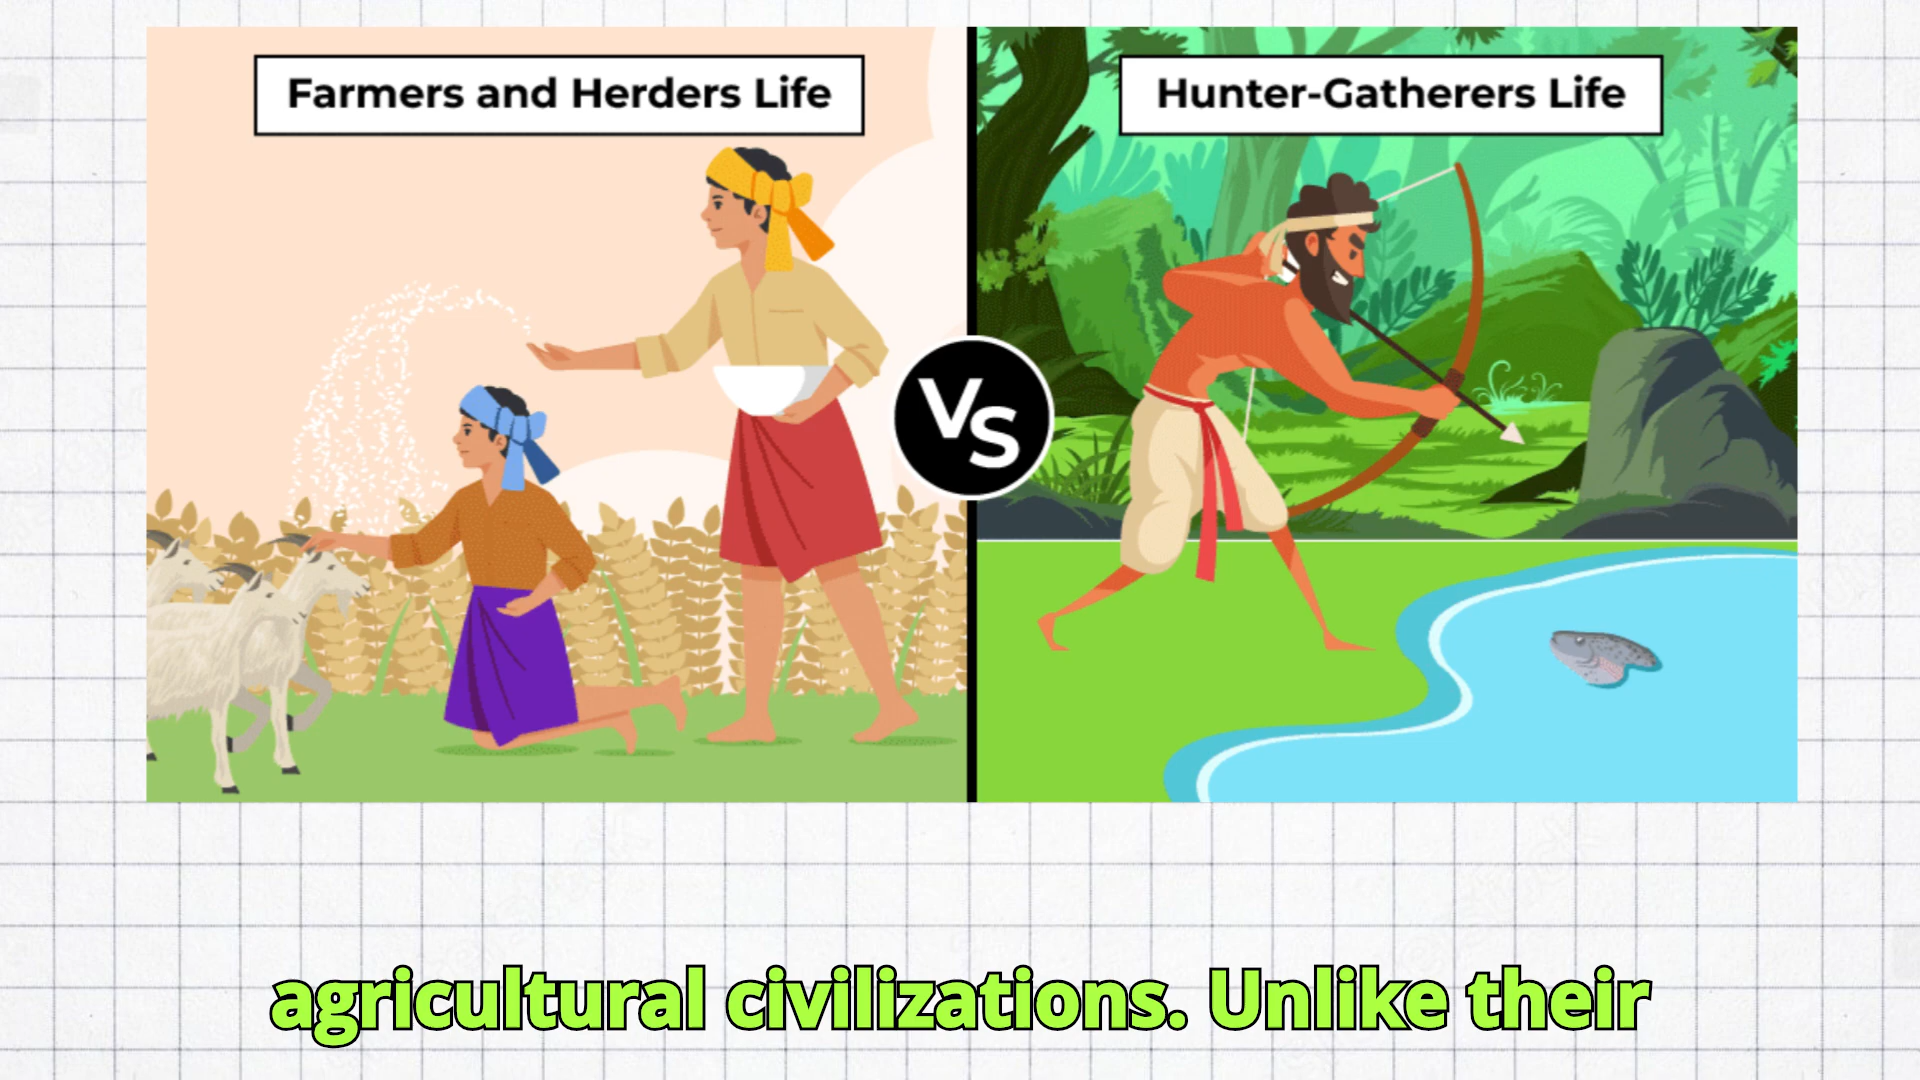 Farmers and Herders Life
Hunter-Gatherers Life
VS
agricultural civilizations. Unlike their